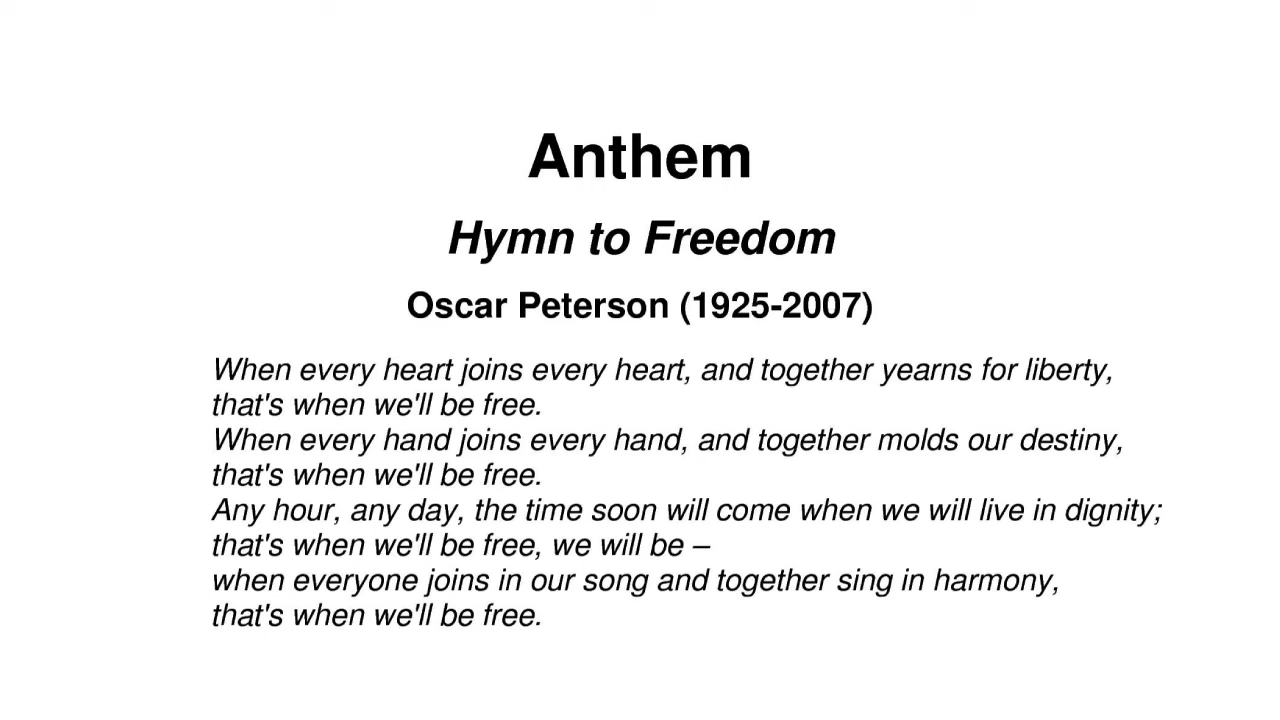 Anthem
Hymn to Freedom
Oscar Peterson (1925-2007)
When every heart joins every heart, and together yearns for liberty,
that's when we'll be free.
When every hand joins every hand, and together molds our destiny,
that's when we'll be free.
Any hour, any day, the time soon will come when we will live in dignity;
that's when we'll be free, we will be –
when everyone joins in our song and together sing in harmony,
that's when we'll be free.